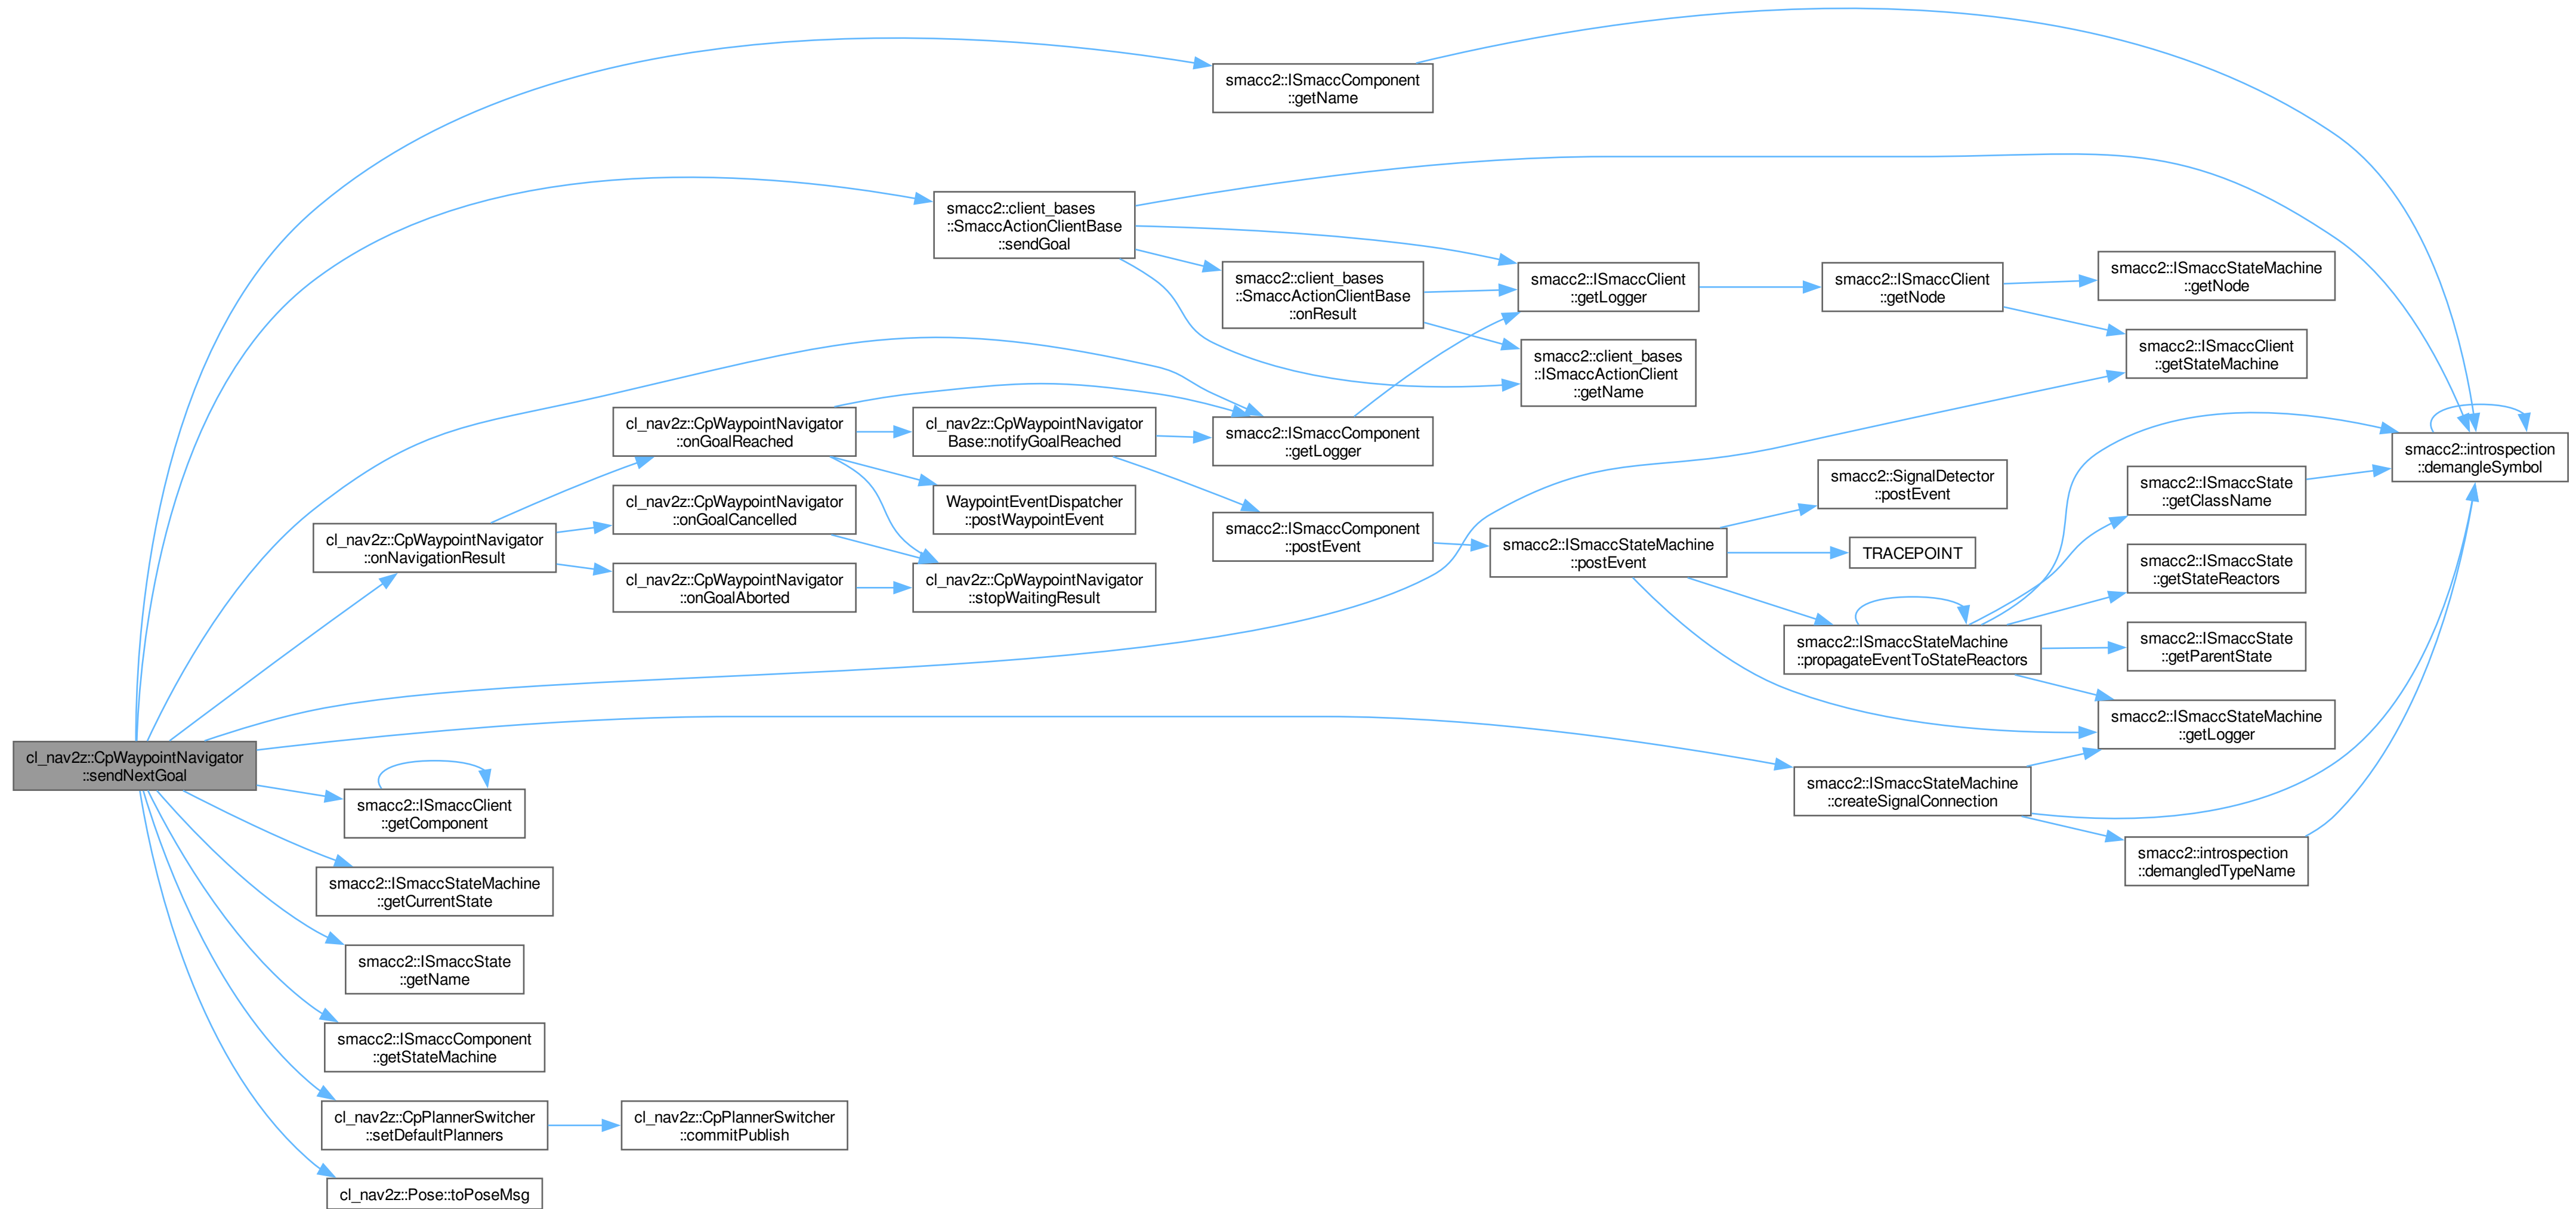 smacc2::ISmaccComponent
::getName
smacc2::client_bases
::SmaccActionClientBase
::sendGoal
smacc2::client_bases
::SmaccActionClientBase
::onResult
smacc2::ISmaccClient
::getLogger
smacc2::ISmaccClient
::getNode
smacc2::ISmaccStateMachine
::getNode
smacc2::ISmaccClient
::getStateMachine
smacc2::client_bases
::ISmaccActionClient
::getName
cl_nav2z::CpWaypointNavigator
::onGoalReached
cl_nav2z::CpWaypointNavigator
Base::notifyGoalReached
smacc2::ISmaccComponent
::getLogger
smacc2::introspection
::demangleSymbol
cl_nav2z::CpWaypointNavigator
::onGoalCancelled
WaypointEventDispatcher
::postWaypointEvent
smacc2::SignalDetector
::postEvent
smacc2::ISmaccState
::getClassName
cl_nav2z::CpWaypointNavigator
::onNavigationResult
smacc2::ISmaccComponent
::postEvent
smacc2::ISmaccStateMachine
::postEvent
TRACEPOINT
smacc2::ISmaccState
::getStateReactors
cl_nav2z::CpWaypointNavigator
::onGoalAborted
cl_nav2z::CpWaypointNavigator
::stopWaitingResult
smacc2::ISmaccStateMachine
::propagateEventToStateReactors
smacc2::ISmaccState
::getParentState
smacc2::ISmaccStateMachine
::getLogger
cl_nav2z::CpWaypointNavigator
::sendNextGoal
smacc2::ISmaccClient
::getComponent
smacc2::ISmaccStateMachine
::createSignalConnection
smacc2::introspection
::demangledTypeName
smacc2::ISmaccStateMachine
::getCurrentState
smacc2::ISmaccState
::getName
smacc2::ISmaccComponent
::getStateMachine
cl_nav2z::CpPlannerSwitcher
::setDefaultPlanners
cl_nav2z::CpPlannerSwitcher
::commitPublish
cl_nav2z::Pose::toPoseMsg